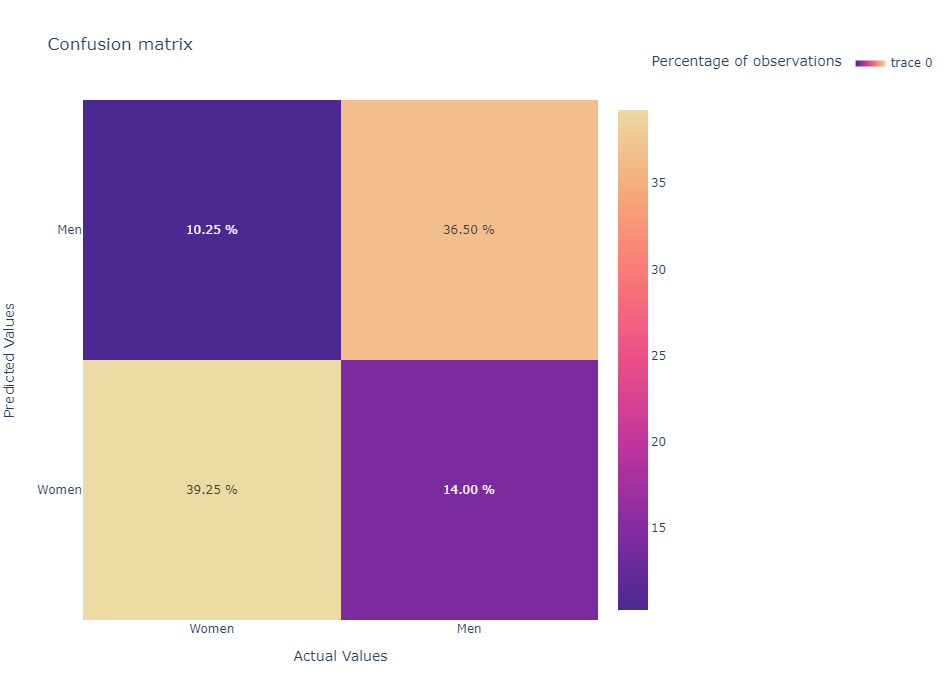 Confusion matrix
Percentage of observations
trace 0
Predicted Values
Men
10.25 %
36.50 %
Women
39.25 %
14.00 %
Women
Men
Actual Values
35
30
25
20
15